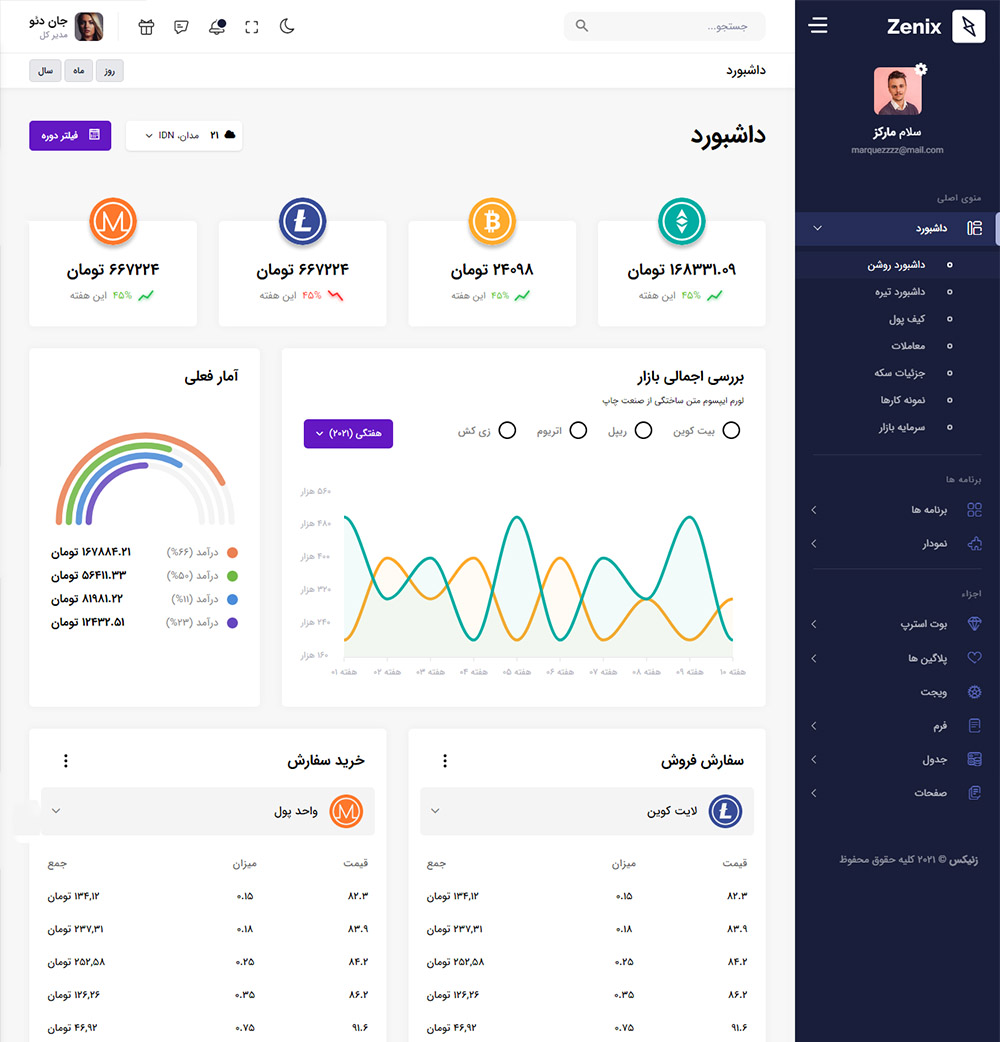 Zenix
سلام مارکز
marquezzzz@mail.com
منوی اصلی
داشبورد
داشبورد روشن
داشبورد تیره
کیف پول
معاملات
جزئیات سکه
نمونه کارها
سرمایه بازار
برنامه ها
برنامه ها
نمودار
اجزاء
بوت استرپ
پلاگین ها
ویجت
فرم
جدول
صفحات
زنیکس © ۲۰۲۱ کلیه حقوق محفوظ
جستجو...
جان دئو
مدیر کل
داشبورد
روز
ماه
سال
داشبورد
۲۱ مدان، IDN
فیلتر دوره
۱۶۸۳۳۱.۰۹ تومان
۴۵% این هفته
۲۴۰۹۸ تومان
۴۵% این هفته
۶۶۷۲۲۴ تومان
۴۵% این هفته
۶۶۷۲۲۴ تومان
۴۵% این هفته
بررسی اجمالی بازار
لورم ایپسوم متن ساختگی از صنعت چاپ
بیت کوین
ریپل
اتریوم
زی کش
هفتگی (۲۰۲۱)
۵۶۰ هزار
۴۸۰ هزار
۴۰۰ هزار
۳۲۰ هزار
۲۴۰ هزار
۱۶۰ هزار
هفته ۰۱
هفته ۰۲
هفته ۰۳
هفته ۰۴
هفته ۰۵
هفته ۰۶
هفته ۰۷
هفته ۰۸
هفته ۰۹
هفته ۱۰
آمار فعلی
درآمد (۶۶%) ۱۶۷۸۸۴.۲۱ تومان
درآمد (۵۰%) ۵۶۴۱۱.۳۳ تومان
درآمد (۱۱%) ۸۱۹۸۱.۲۲ تومان
درآمد (۲۳%) ۱۲۴۳۲.۵۱ تومان
سفارش فروش
لایت کوین
قیمت میزان جمع
۸۲.۳ ۰.۱۵ ۱۳۴,۱۲ تومان
۸۳.۹ ۰.۱۸ ۲۳۷,۳۱ تومان
۸۴.۲ ۰.۲۵ ۲۵۲,۵۸ تومان
۸۶.۲ ۰.۳۵ ۱۲۶,۲۶ تومان
۹۱.۶ ۰.۷۵ ۴۶,۹۲ تومان
خرید سفارش
واحد پول
قیمت میزان جمع
۸۲.۳ ۰.۱۵ ۱۳۴,۱۲ تومان
۸۳.۹ ۰.۱۸ ۲۳۷,۳۱ تومان
۸۴.۲ ۰.۲۵ ۲۵۲,۵۸ تومان
۸۶.۲ ۰.۳۵ ۱۲۶,۲۶ تومان
۹۱.۶ ۰.۷۵ ۴۶,۹۲ تومان